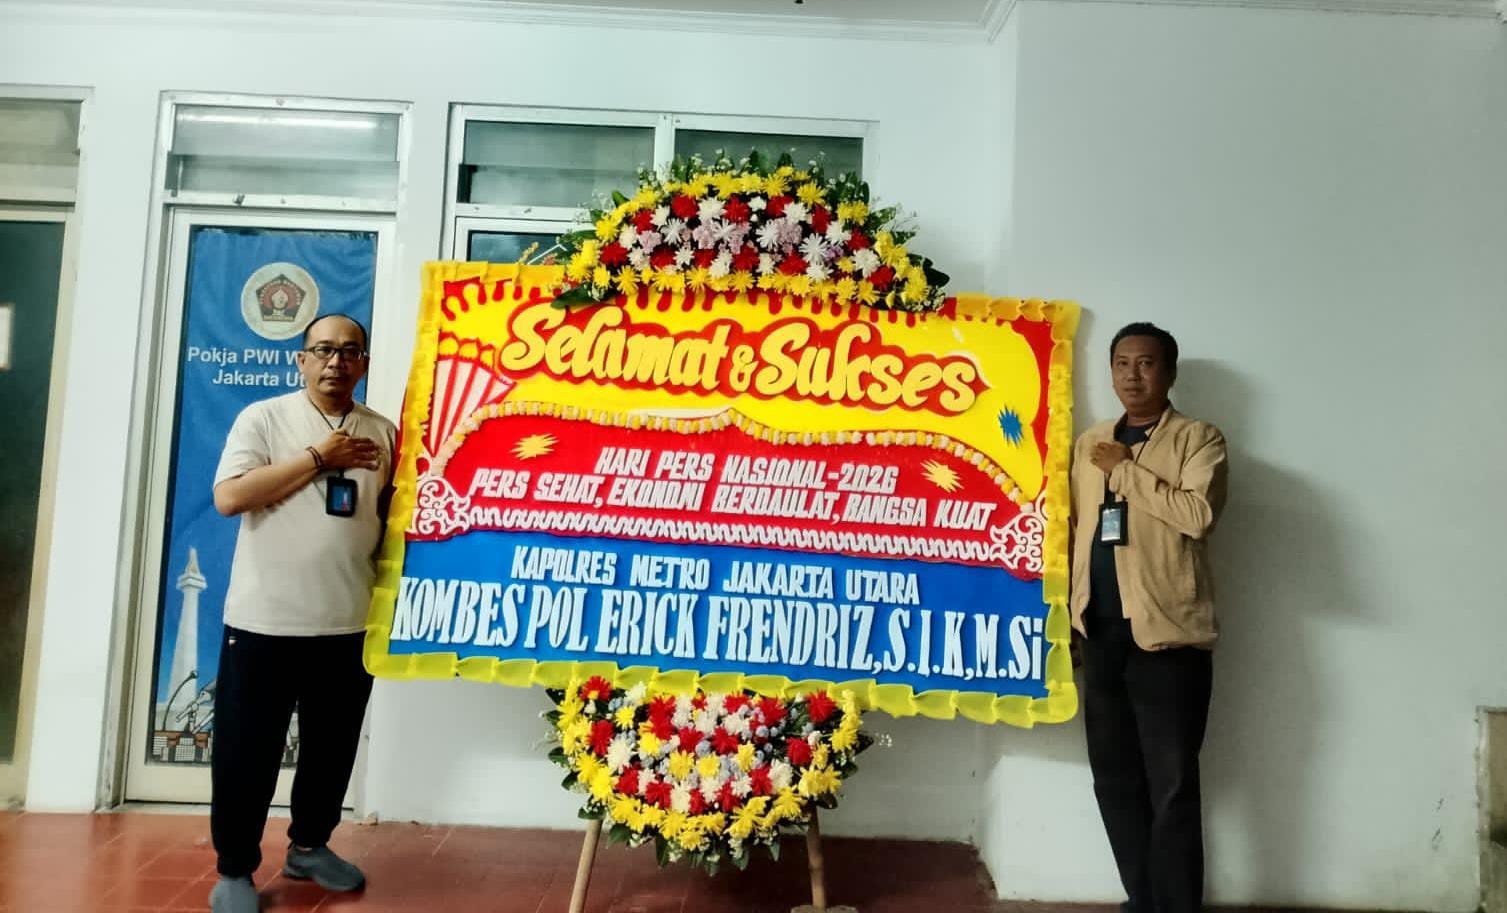 Pokja PWI W
Jakarta Ut
Selamat & Sukses
HARI PERS NASIONAL-2026
PERS SEHAT, EKONOMI BERDAULAT, BANGSA KUAT
KAPOLRES METRO JAKARTA UTARA
KOMBES POL ERICK FRENDRIZ,S.I.K,M.Si